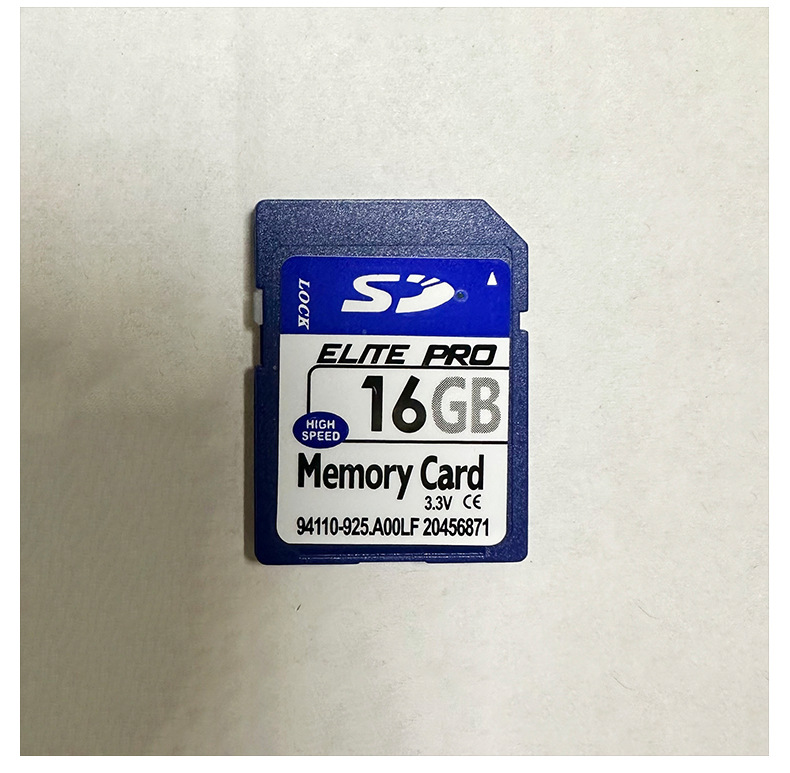 LOCK
SD
ELITE PRO
16GB
HIGH
SPEED
Memory Card
3.3V CE
94110-925.A00LF 20456871